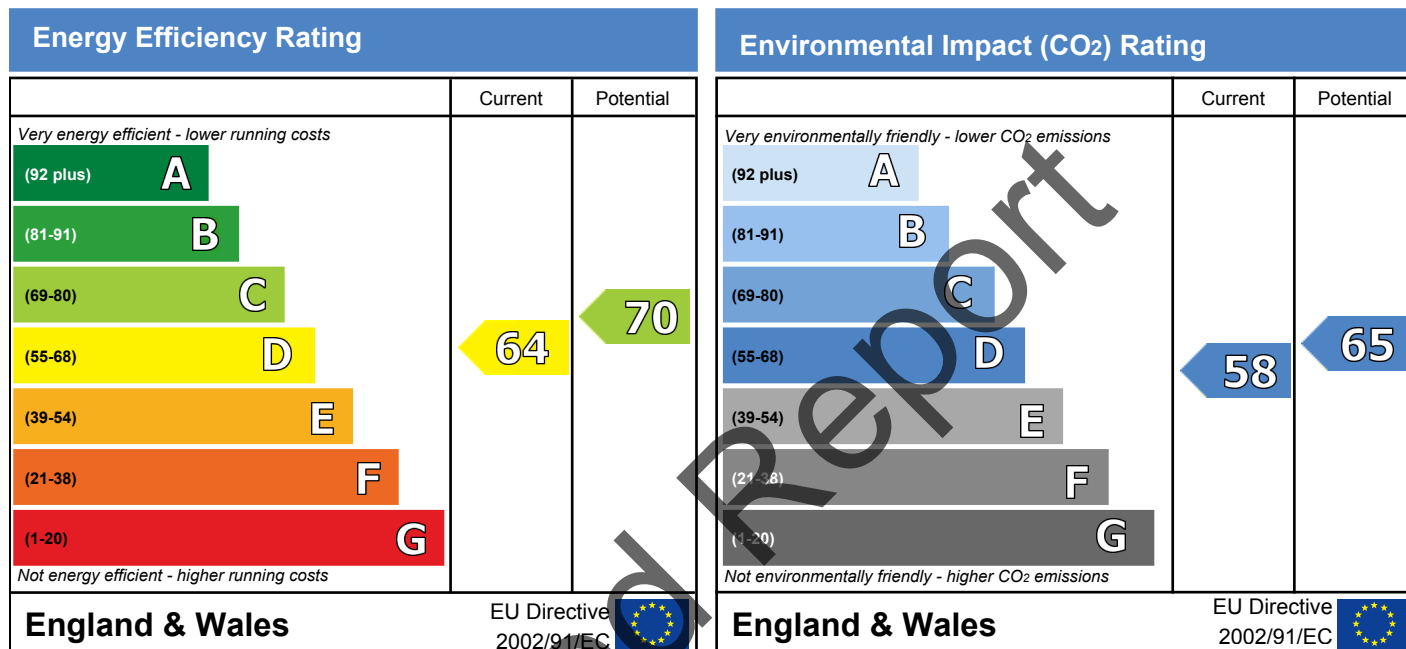 Energy Efficiency Rating
Current Potential
Very energy efficient - lower running costs
(92 plus) A
(81-91) B
(69-80) C
(55-68) D
(39-54) E
(21-38) F
(1-20) G
64
70
Not energy efficient - higher running costs
England & Wales
EU Directive
2002/91/EC
Environmental Impact (CO2) Rating
Current Potential
Very environmentally friendly - lower CO2 emissions
(92 plus) A
(81-91) B
(69-80) C
(55-68) D
(39-54) E
(21-38) F
(1-20) G
58
65
Not environmentally friendly - higher CO2 emissions
England & Wales
EU Directive
2002/91/EC
Report